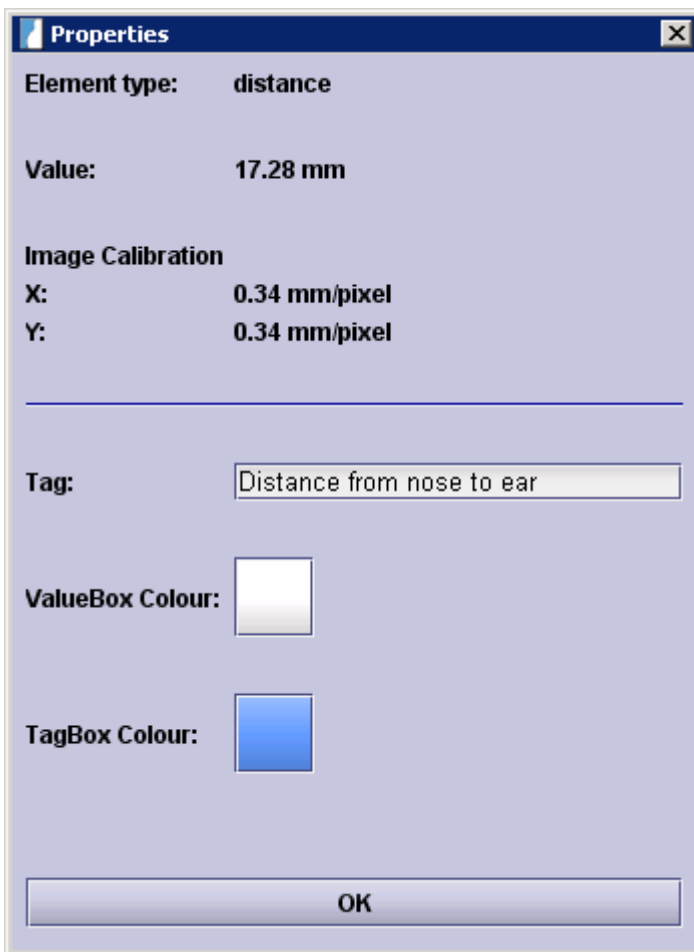 Properties
Element type: distance
Value: 17.28 mm
Image Calibration
X: 0.34 mm/pixel
Y: 0.34 mm/pixel
Tag: Distance from nose to ear
ValueBox Colour:
TagBox Colour:
OK